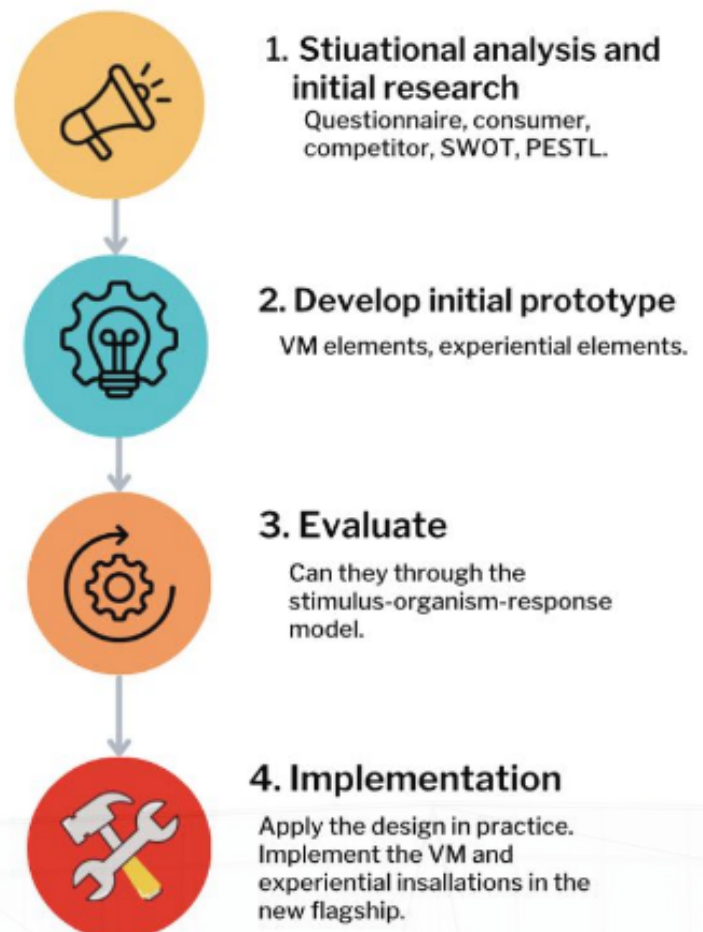 1. Stiuational analysis and
initial research
Questionnaire, consumer,
competitor, SWOT, PESTL.
2. Develop initial prototype
VM elements, experiential elements.
3. Evaluate
Can they through the
stimulus-organism-response
model.
4. Implementation
Apply the design in practice.
Implement the VM and
experiential insallations in the
new flagship.